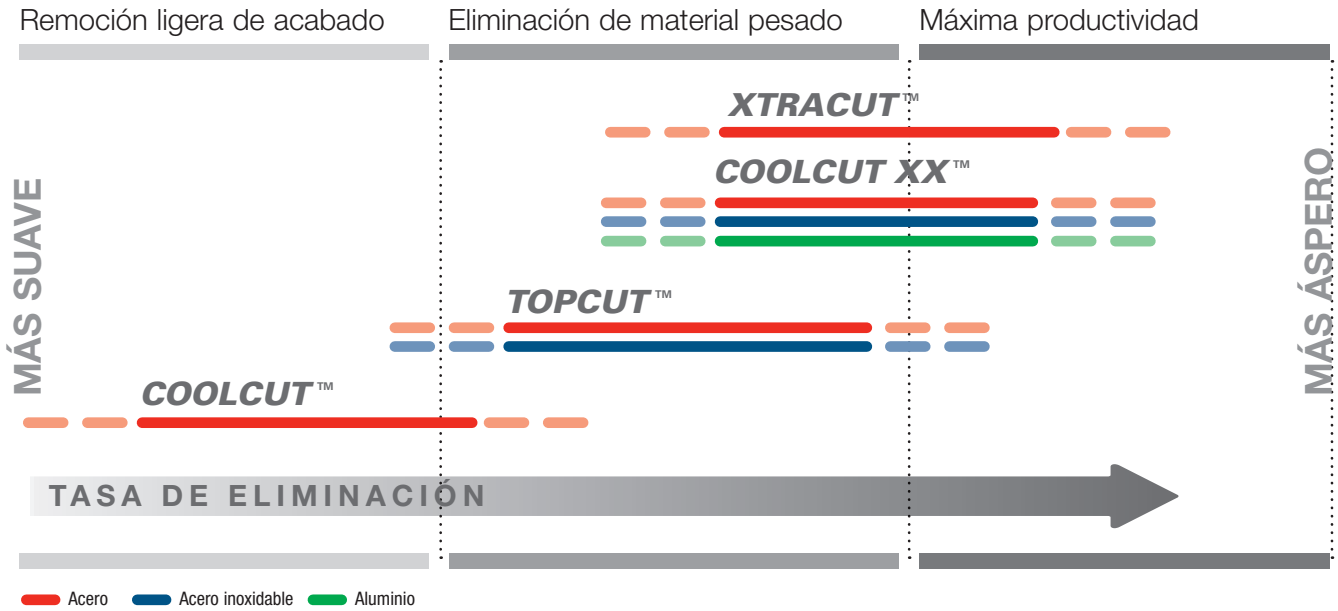 Remoción ligera de acabado
Eliminación de material pesado
Máxima productividad
XTRACUT™
COOLCUT XX™
TOPCUT™
COOLCUT™
MÁS SUAVE
MÁS ÁSPERO
TASA DE ELIMINACIÓN
Acero
Acero inoxidable
Aluminio